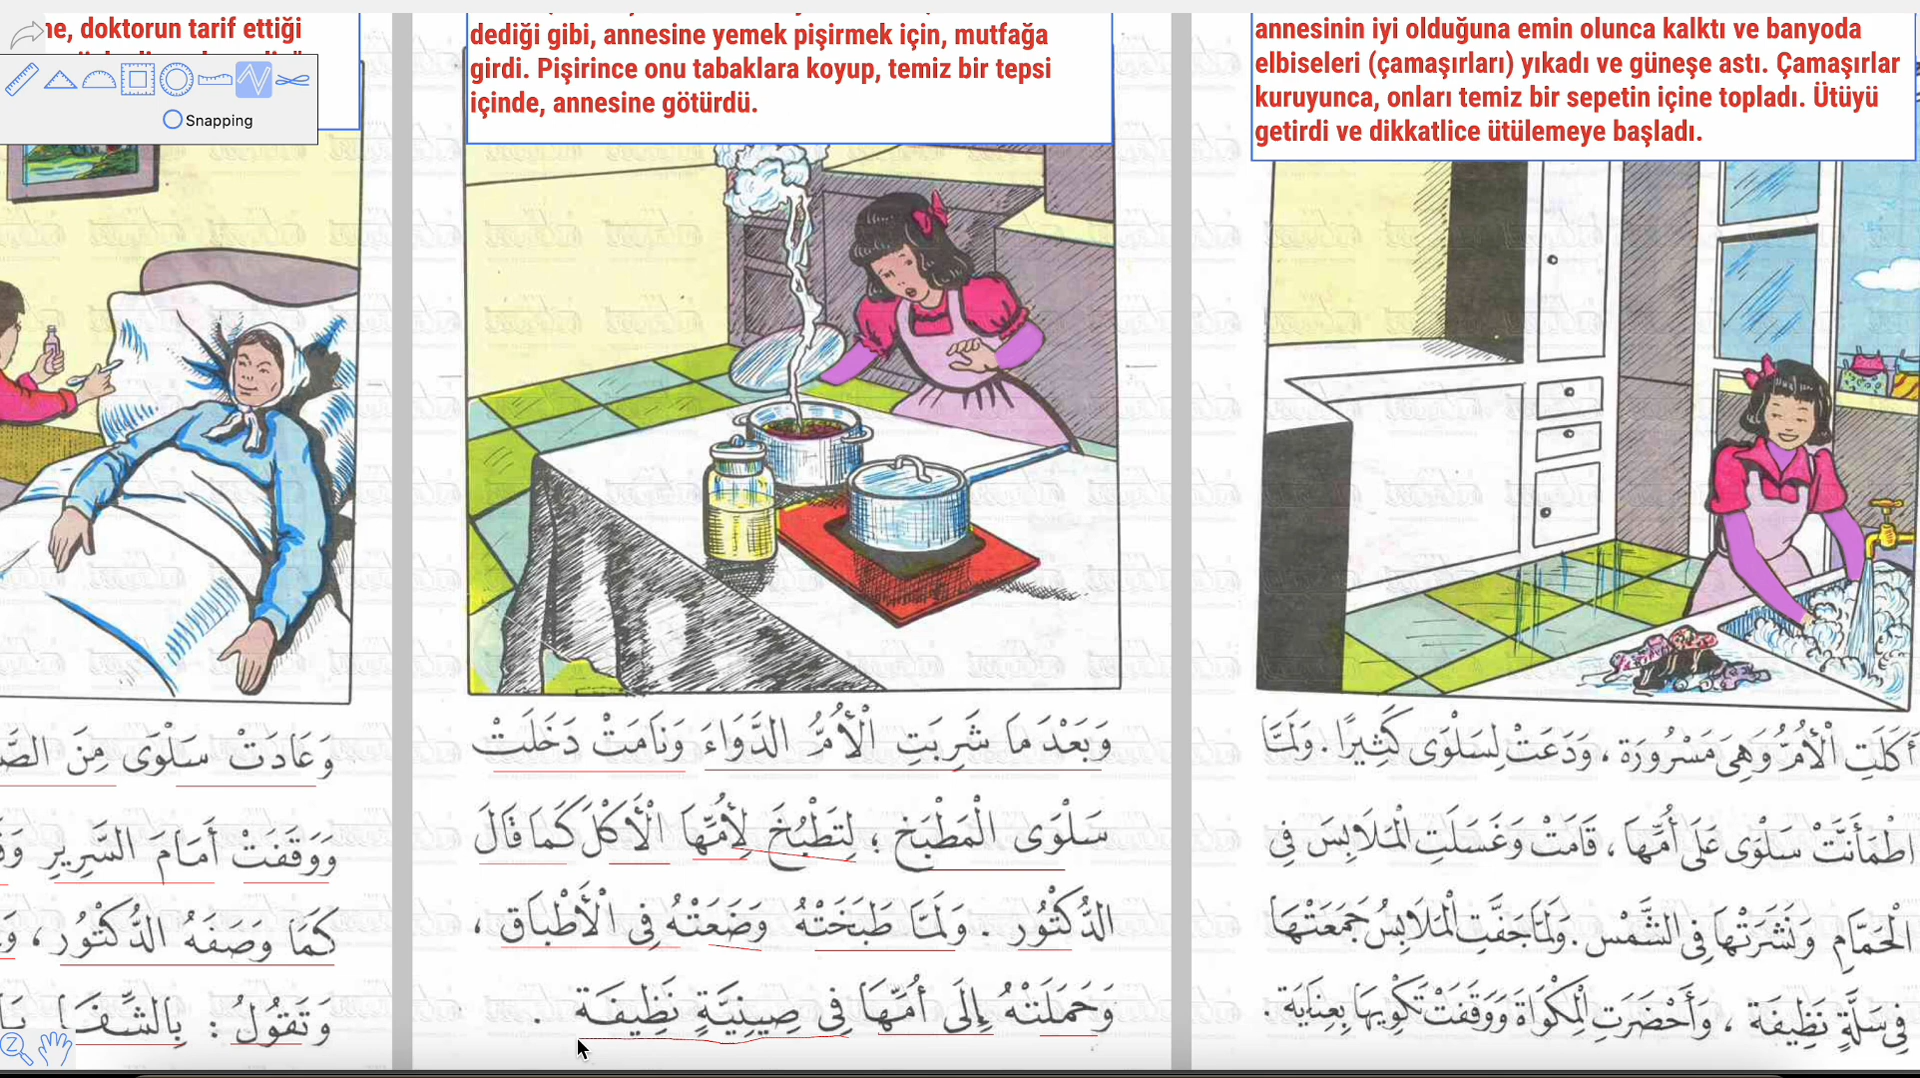 ne, doktorun tarif ettiği
Snapping
وَعَادَتْ سَلْوَى مِنَ
وَوَقَفَتْ أَمَامَ السَّرِيرِ
كَمَا وَصَفَهُ الدُّكْتُورُ ،
وَتَقُولُ : بِالشِّفَا
dediği gibi, annesine yemek pişirmek için, mutfağa
girdi. Pişirince onu tabaklara koyup, temiz bir tepsi
içinde, annesine götürdü.
وَبَعْدَ مَا شَرِبَتِ الْأُمُّ الدَّوَاءَ وَنَامَتْ دَخَلَتْ
سَلْوَى الْمَطْبَخَ ؛ لِتَطْبُخَ لِأُمِّهَا الْأَكْلَ كَمَا قَالَ
الدُّكْتُورُ . وَلَمَّا طَبَخَتْهُ وَضَعَتْهُ فِى الْأَطْبَاقِ ،
وَحَمَلَتْهُ إِلَى أُمِّهَا فِى صِينِيَّةٍ نَظِيفَةٍ .
annesinin iyi olduğuna emin olunca kalktı ve banyoda
elbiseleri (çamaşırları) yıkadı ve güneşe astı. Çamaşırlar
kuruyunca, onları temiz bir sepetin içine topladı. Ütüyü
getirdi ve dikkatlice ütülemeye başladı.
أَكَلَتِ الْأُمُّ وَهِىَ مَسْرُورَة ، وَدَعَتْ لِسَلْوَى كَثِيرًا . وَلَمَّا
اطْمَأَنَّتْ سَلْوَى عَلَى أُمِّهَا ، قَامَتْ وَغَسَلَتِ الْمَلَابِسَ فِى
الْحَمَّامِ وَنَشَرَتْهَا فِى الشَّمْسِ . وَلَمَّا جَفَّتِ الْمَلَابِسُ جَمَعَتْهَا
فِى سَلَّةٍ نَظِيفَة ، وَأَحْضَرَتِ الْمِكْوَاةَ وَوَقَفَتْ تَكْوِيهَا بِعِنَايَة .